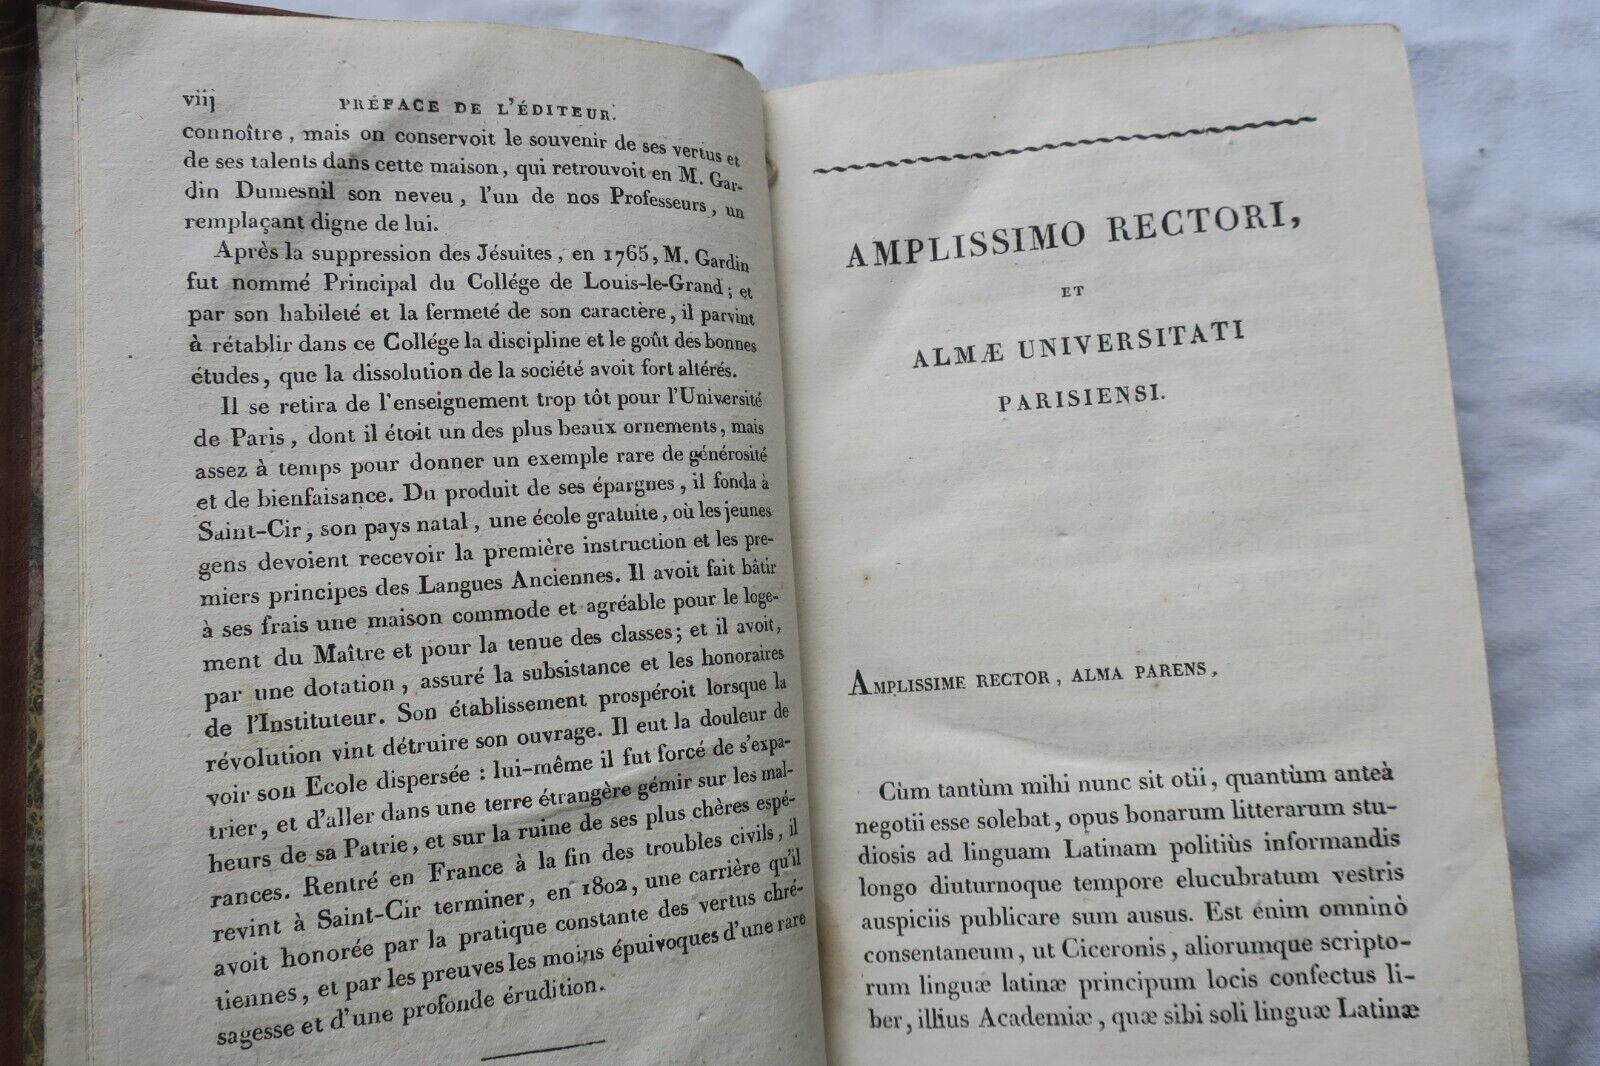 viij PRÉFACE DE L'ÉDITEUR.
connoître, mais on conservoit le souvenir de ses vertus et
de ses talents dans cette maison, qui retrouvoit en M. Gar-
din Dumesnil son neveu, l'un de nos Professeurs, un
remplaçant digne de lui.
Après la suppression des Jésuites, en 1765, M. Gardin
fut nommé Principal du Collége de Louis-le-Grand; et
par son habileté et la fermeté de son caractère, il parvint
à rétablir dans ce Collége la discipline et le goût des bonnes
études, que la dissolution de la société avoit fort altérés.
Il se retira de l'enseignement trop tôt pour l'Université
de Paris, dont il étoit un des plus beaux ornements, mais
assez à temps pour donner un exemple rare de générosité
et de bienfaisance. Du produit de ses épargnes, il fonda à
Saint-Cir, son pays natal, une école gratuite, où les jeunes
gens devoient recevoir la première instruction et les pre-
miers principes des Langues Anciennes. Il avoit fait bâtir
à ses frais une maison commode et agréable pour le loge-
ment du Maître et pour la tenue des classes; et il avoit,
par une dotation, assuré la subsistance et les honoraires
de l'Instituteur. Son établissement prospéroit lorsque la
révolution vint détruire son ouvrage. Il eut la douleur de
voir son Ecole dispersée : lui-même il fut forcé de s'expa-
trier, et d'aller dans une terre étrangère gémir sur les mal-
heurs de sa Patrie, et sur la ruine de ses plus chères espé-
rances. Rentré en France à la fin des troubles civils, il
revint à Saint-Cir terminer, en 1802, une carrière qu'il
avoit honorée par la pratique constante des vertus chré-
tiennes, et par les preuves les moins épuivoques d'une rare
sagesse et d'une profonde érudition.
AMPLISSIMO RECTORI,
ET
ALMÆ UNIVERSITATI
PARISIENSI.
AMPLISSIME RECTOR, ALMA PARENS,
Cùm tantùm mihi nunc sit otii, quantùm anteà
negotii esse solebat, opus bonarum litterarum stu-
diosis ad linguam Latinam politiùs informandis
longo diuturnoque tempore elucubratum vestris
auspiciis publicare sum ausus. Est enim omninò
consentaneum, ut Ciceronis, aliorumque scripto-
rum linguæ latinæ principum locis confectus li-
ber, illius Academiæ, quæ sibi soli linguæ Latinæ